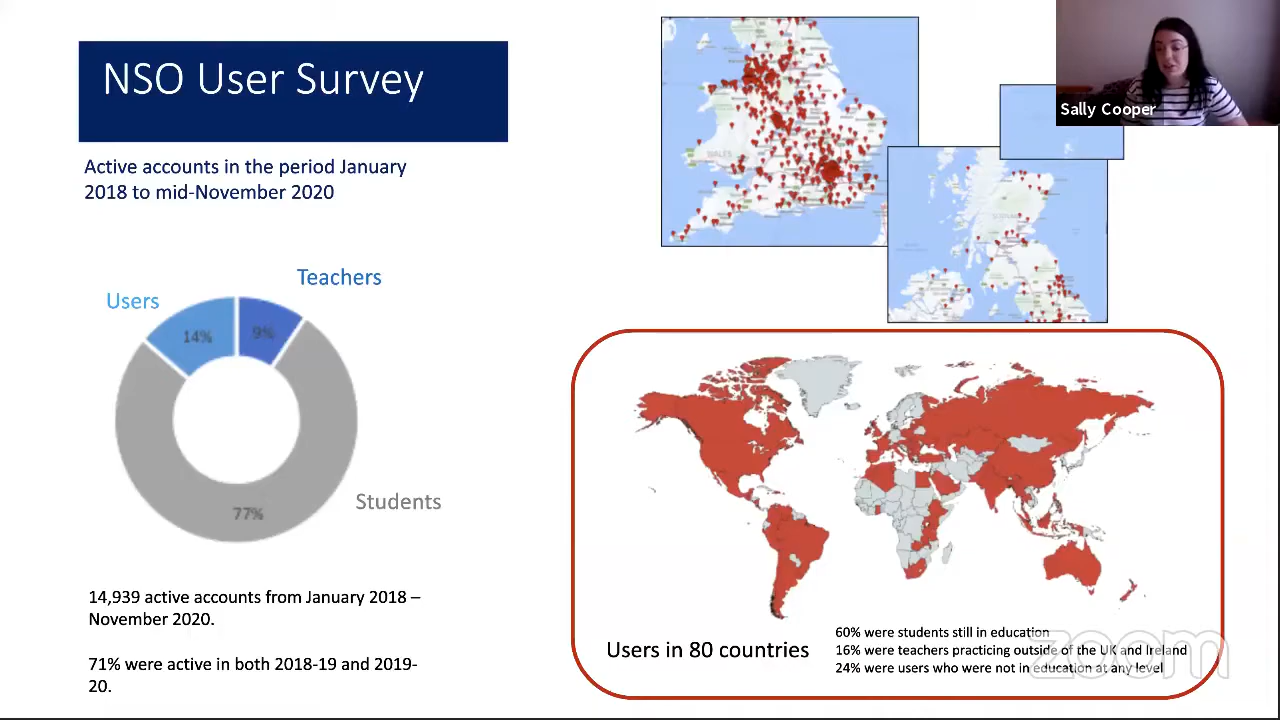 NSO User Survey
Active accounts in the period January
2018 to mid-November 2020
Users
Teachers
14%
9%
77%
Students
14,939 active accounts from January 2018 –
November 2020.
71% were active in both 2018-19 and 2019-
20.
WALES
SCOTLAND
Sally Cooper
Users in 80 countries
60% were students still in education
16% were teachers practicing outside of the UK and Ireland
24% were users who were not in education at any level
zoom